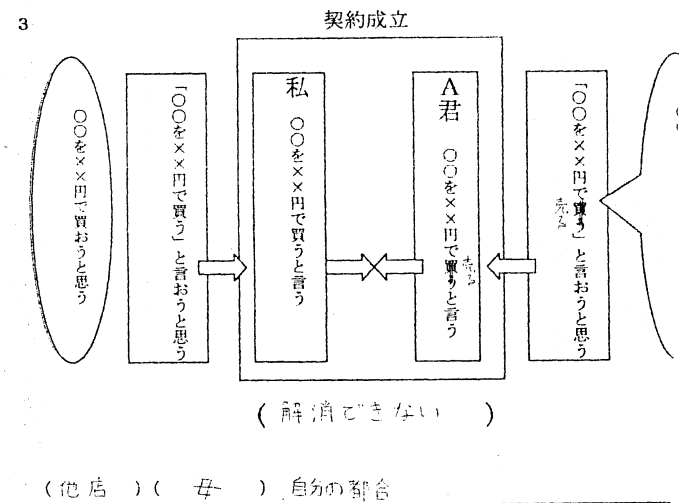 3
契約成立
〇〇を××円で買おうと思う
「〇〇を××円で買う」と言おうと思う
私 〇〇を××円で買うと言う
A君 〇〇を××円で買うと言う
売る
「〇〇を××円で買う」と言おうと思う
売る
( 解消できない )
(他店 )( 母 ) 自分の都合